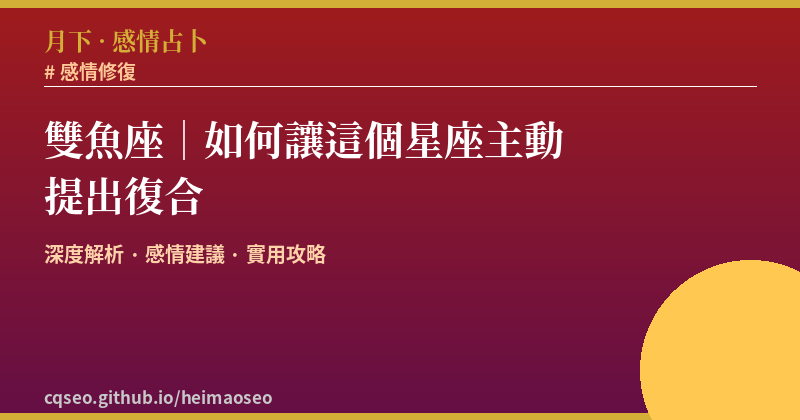 月下 · 感情占卜
# 感情修復
雙魚座｜如何讓這個星座主動
提出復合
深度解析 · 感情建議 · 實用攻略
cqseo.github.io/heimaoseo